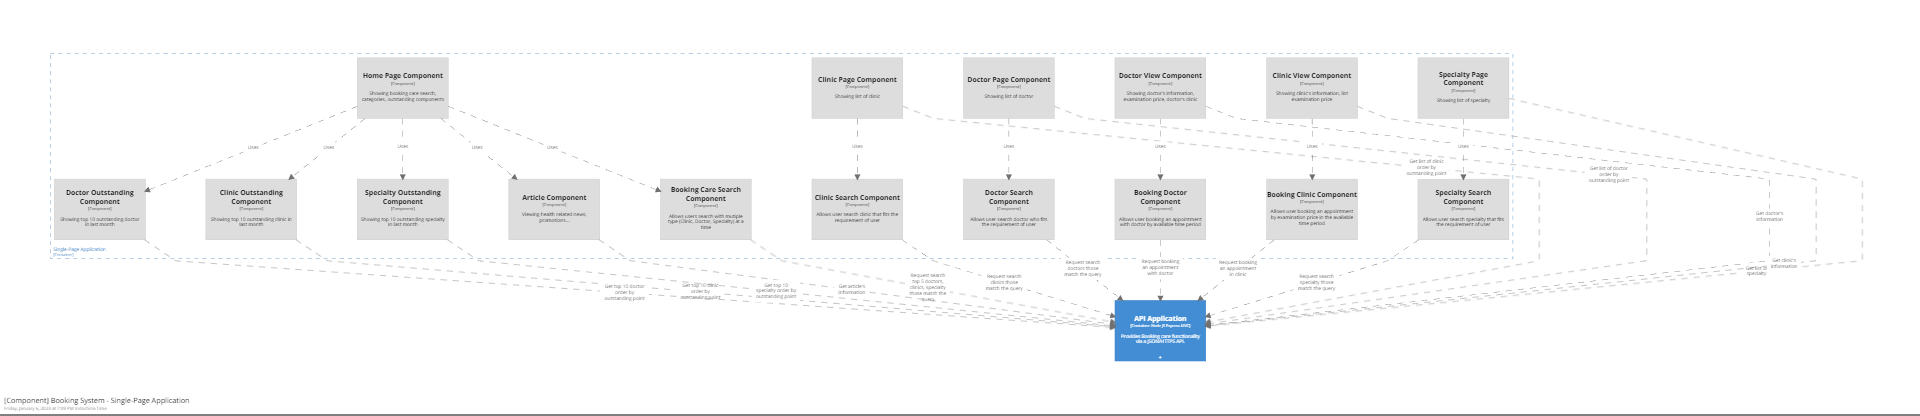 Home Page Component
[Component]
Showing booking care search,
categories, outstanding components
Clinic Page Component
[Component]
Showing list of clinic
Doctor Page Component
[Component]
Showing list of doctor
Doctor View Component
[Component]
Showing doctor's information,
examination price, doctor's clinic
Clinic View Component
[Component]
Showing clinic's information, list
examination price
Specialty Page
Component
[Component]
Showing list of specialty
Uses
Uses
Uses
Uses
Uses
Uses
Uses
Uses
Uses
Uses
Get list of clinic
order by
outstanding point
Get list of doctor
order by
outstanding point
Doctor Outstanding
Component
[Component]
Showing top 10 outstanding doctor
in last month
Clinic Outstanding
Component
[Component]
Showing top 10 outstanding clinic in
last month
Specialty Outstanding
Component
[Component]
Showing top 10 outstanding specialty
in last month
Article Component
[Component]
Viewing health related news,
promotions...
Booking Care Search
Component
[Component]
Allows users search with multiple
type (Clinic, Doctor, Specialty) at a
time
Clinic Search Component
[Component]
Allows user search clinic that fits the
requirement of user
Doctor Search
Component
[Component]
Allows user search doctor who fits
the requirement of user
Booking Doctor
Component
[Component]
Allows user booking an appointment
with doctor by available time period
Booking Clinic Component
[Component]
Allows user booking an appointment
by examination price in the available
time period
Specialty Search
Component
[Component]
Allows user search specialty that fits
the requirement of user
Get doctor's
information
Single-Page Application
[Container]
Get top 10 doctor
order by
outstanding point
Get top 10 clinic
order by
outstanding point
Get top 10
specialty order by
outstanding point
Get article's
information
Request search
top 5 doctors,
clinics, specialty
those match the
query
Request search
clinics those
match the query
Request search
doctors those
match the query
Request booking
an appointment
with doctor
Request booking
an appointment
in clinic
Request search
specialty those
match the query
Get list of
specialty
Get clinic's
information
API Application
[Container: Node JS Express MVC]
Provides Booking care functionality
via a JSON/HTTPS API.
+
[Component] Booking System - Single-Page Application